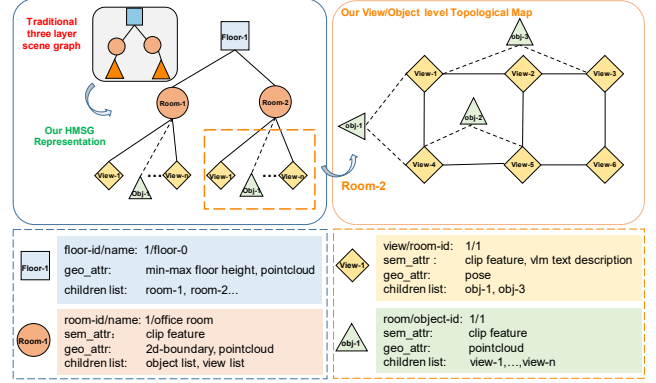 Traditional
three layer
scene graph
Our HMSG
Representation
Floor-1
Room-1
Room-2
View-1
Obj-1
View-n
View-1
Obj-1
View-n
Our View/Object level Topological Map
obj-3
View-1
View-2
View-3
obj-1
obj-2
View-4
View-5
View-6
Room-2
Floor-1
floor-id/name: 1/floor-0
geo_attr: min-max floor height, pointcloud
children list: room-1, room-2...
Room-1
room-id/name: 1/office room
sem_attr: clip feature
geo_attr: 2d-boundary, pointcloud
children list: object list, view list
View-1
view/room-id: 1/1
sem_attr : clip feature, vlm text description
geo_attr: pose
children list: obj-1, obj-3
obj-1
room/object-id: 1/1
sem_attr: clip feature
geo_attr: pointcloud
children list: view-1,...,view-n